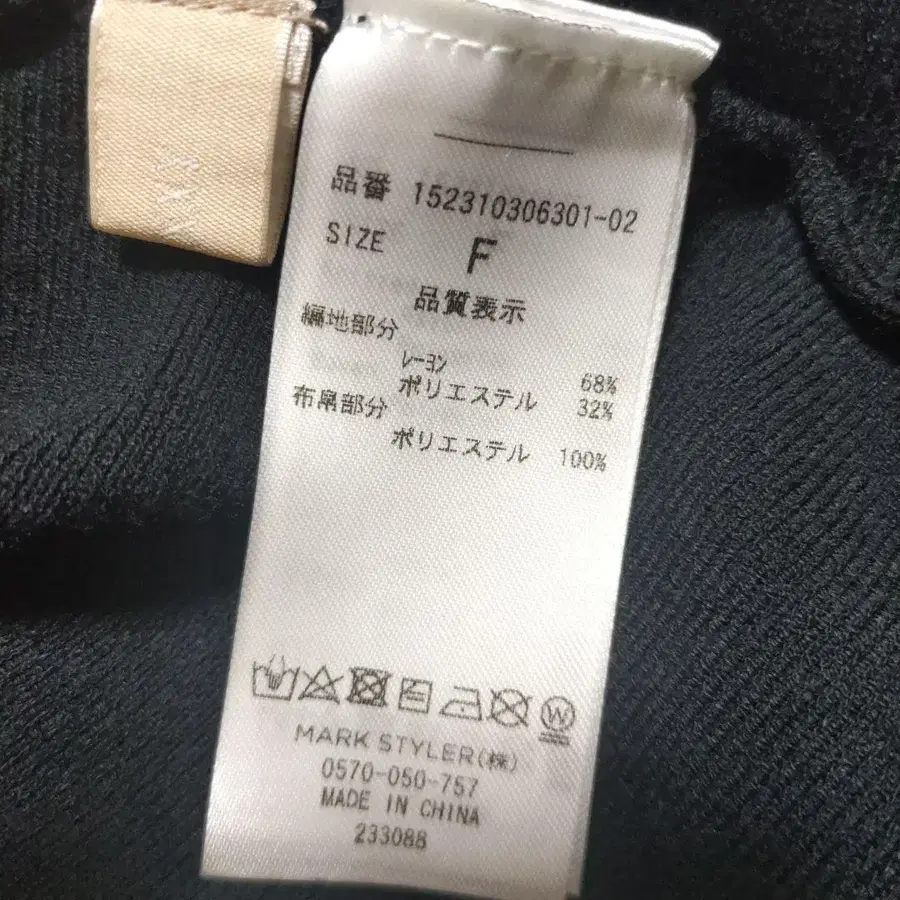 品番 152310306301-02
SIZE F
品質表示
編地部分
ﾚｰﾖﾝ 68%
ポリエステル 32%
布帛部分
ポリエステル 100%
W
MARK STYLER(株)
0570-050-757
MADE IN CHINA
233088